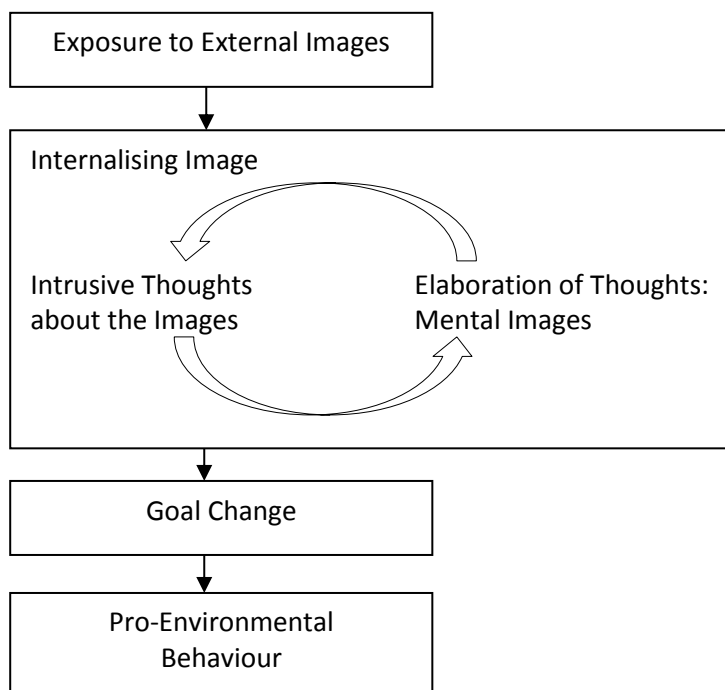 Exposure to External Images
Internalising Image
Intrusive Thoughts
about the Images
Elaboration of Thoughts:
Mental Images
Goal Change
Pro-Environmental
Behaviour